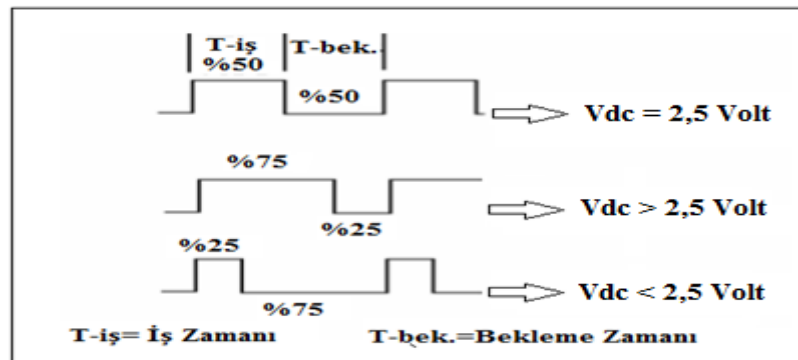 T-iş T-bek.
%50
%50
Vdc = 2,5 Volt
%75
Vdc > 2,5 Volt
%25
%25
Vdc < 2,5 Volt
%75
T-iş= İş Zamanı T-bek.=Bekleme Zamanı